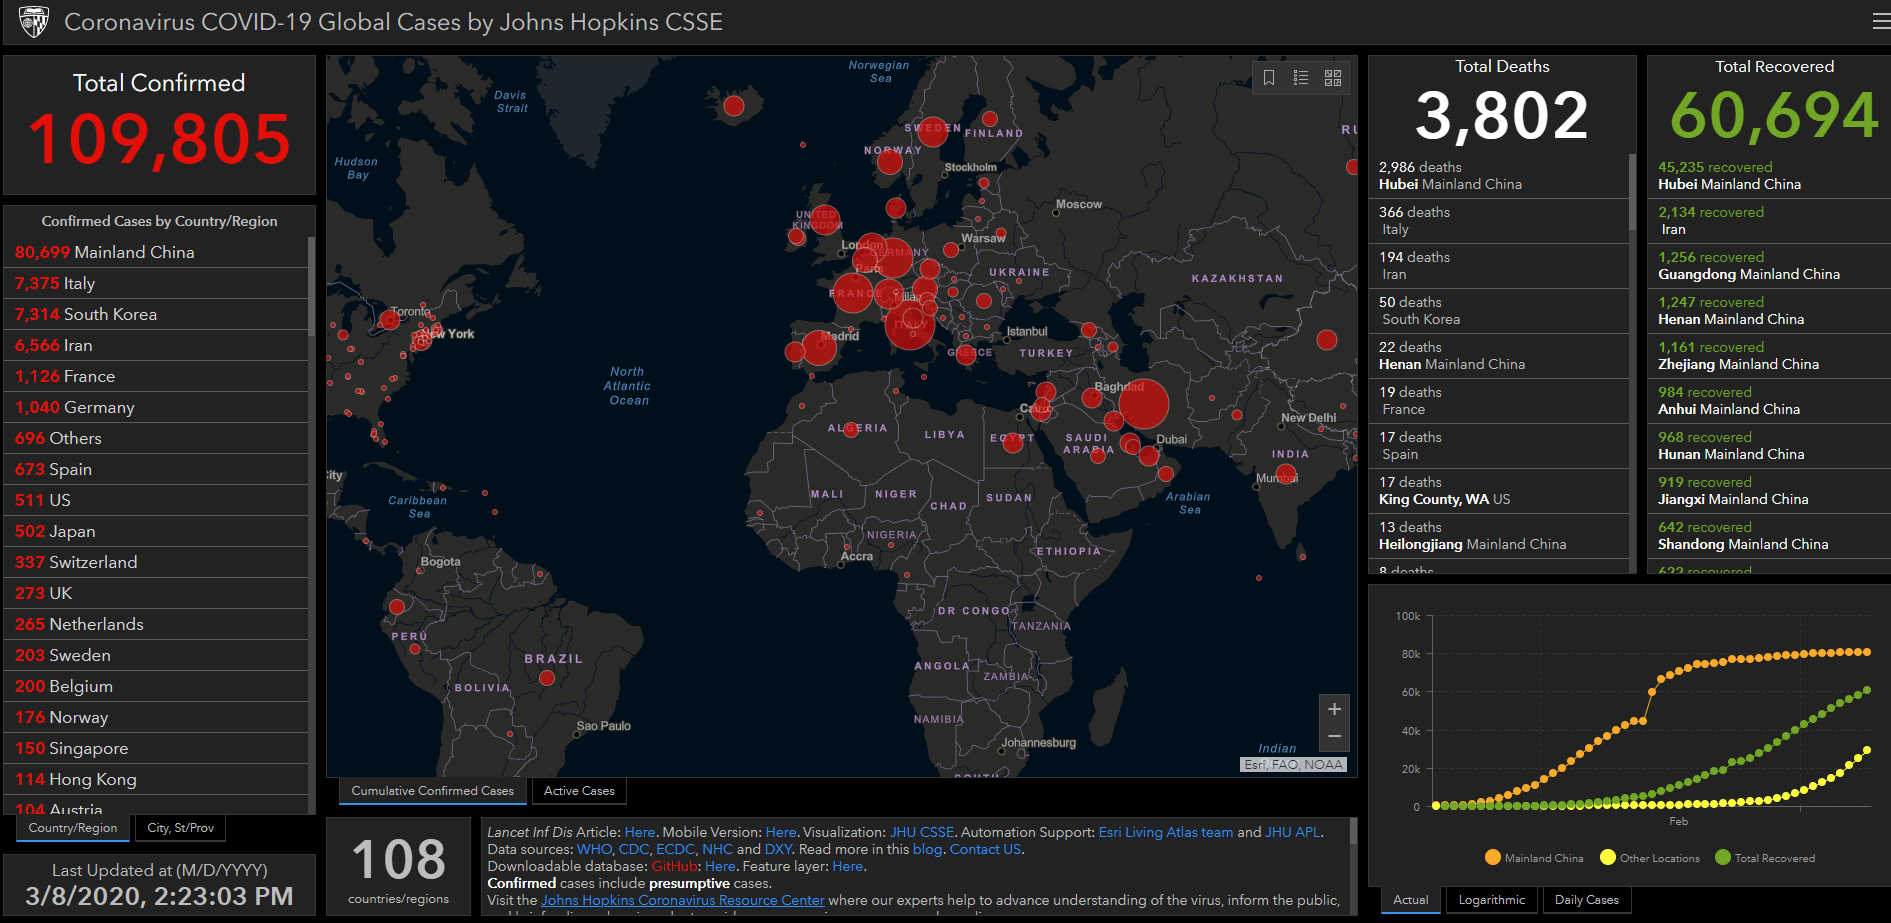 Coronavirus COVID-19 Global Cases by Johns Hopkins CSSE
Total Confirmed
109,805
Confirmed Cases by Country/Region
80,699 Mainland China
7,375 Italy
7,314 South Korea
6,566 Iran
1,126 France
1,040 Germany
696 Others
673 Spain
511 US
502 Japan
337 Switzerland
273 UK
265 Netherlands
203 Sweden
200 Belgium
176 Norway
150 Singapore
114 Hong Kong
104 Austria
Country/Region
City, St/Prov
Last Updated at (M/D/YYYY)
3/8/2020, 2:23:03 PM
Norwegian
Sea
Davis
Strait
Hudson
Bay
SWEDEN
FINLAND
NORWAY
Stockholm
RU
Moscow
UNITED
KINGDOM
London
Warsaw
GERMANY
Paris
UKRAINE
KAZAKHSTAN
FRANCE
Milan
Toronto
New York
ITALY
Madrid
Istanbul
GREECE
TURKEY
North
Atlantic
Ocean
Baghdad
Cairo
New Delhi
ALGERIA
LIBYA
EGYPT
SAUDI
ARABIA
Dubai
INDIA
Mumbai
ity
Caribbean
Sea
MALI
NIGER
CHAD
SUDAN
Arabian
Sea
NIGERIA
Accra
ETHIOPIA
Bogota
DR CONGO
TANZANIA
PERÚ
BRAZIL
BOLIVIA
ANGOLA
ZAMBIA
NAMIBIA
Sao Paulo
Johannesburg
Indian
SOUTH
Esri, FAO, NOAA
Cumulative Confirmed Cases
Active Cases
108
countries/regions
Lancet Inf Dis Article: Here. Mobile Version: Here. Visualization: JHU CSSE. Automation Support: Esri Living Atlas team and JHU APL.
Data sources: WHO, CDC, ECDC, NHC and DXY. Read more in this blog. Contact US.
Downloadable database: GitHub: Here. Feature layer: Here.
Confirmed cases include presumptive cases.
Visit the Johns Hopkins Coronavirus Resource Center where our experts help to advance understanding of the virus, inform the public,
Total Deaths
3,802
2,986 deaths
Hubei Mainland China
366 deaths
Italy
194 deaths
Iran
50 deaths
South Korea
22 deaths
Henan Mainland China
19 deaths
France
17 deaths
Spain
17 deaths
King County, WA US
13 deaths
Heilongjiang Mainland China
8 deaths
Total Recovered
60,694
45,235 recovered
Hubei Mainland China
2,134 recovered
Iran
1,256 recovered
Guangdong Mainland China
1,247 recovered
Henan Mainland China
1,161 recovered
Zhejiang Mainland China
984 recovered
Anhui Mainland China
968 recovered
Hunan Mainland China
919 recovered
Jiangxi Mainland China
642 recovered
Shandong Mainland China
622 recovered
100k
80k
60k
40k
20k
0
Feb
Mainland China
Other Locations
Total Recovered
Actual
Logarithmic
Daily Cases